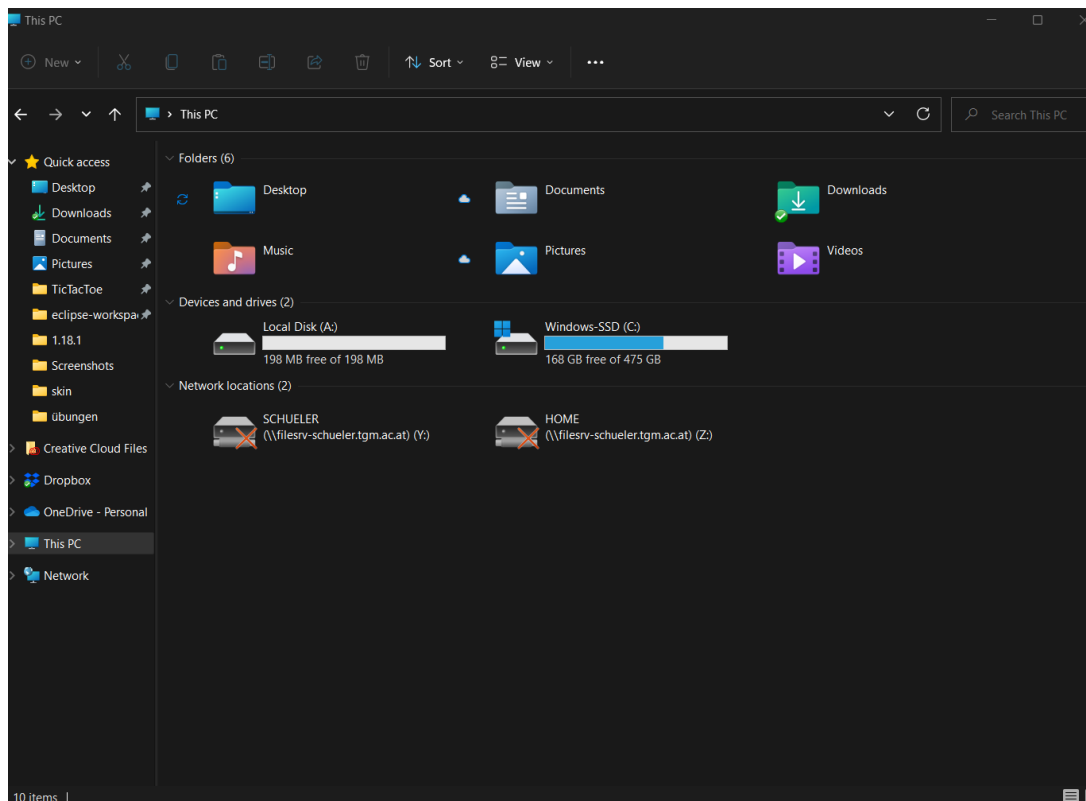 This PC
New
Sort
View
This PC
Search This PC
Quick access
Desktop
Downloads
Documents
Pictures
TicTacToe
eclipse-workspa
1.18.1
Screenshots
skin
übungen
Creative Cloud Files
Dropbox
OneDrive - Personal
This PC
Network
Folders (6)
Desktop
Documents
Downloads
Music
Pictures
Videos
Devices and drives (2)
Local Disk (A:)
198 MB free of 198 MB
Windows-SSD (C:)
168 GB free of 475 GB
Network locations (2)
SCHUELER
(\\filesrv-schueler.tgm.ac.at) (Y:)
HOME
(\\filesrv-schueler.tgm.ac.at) (Z:)
10 items